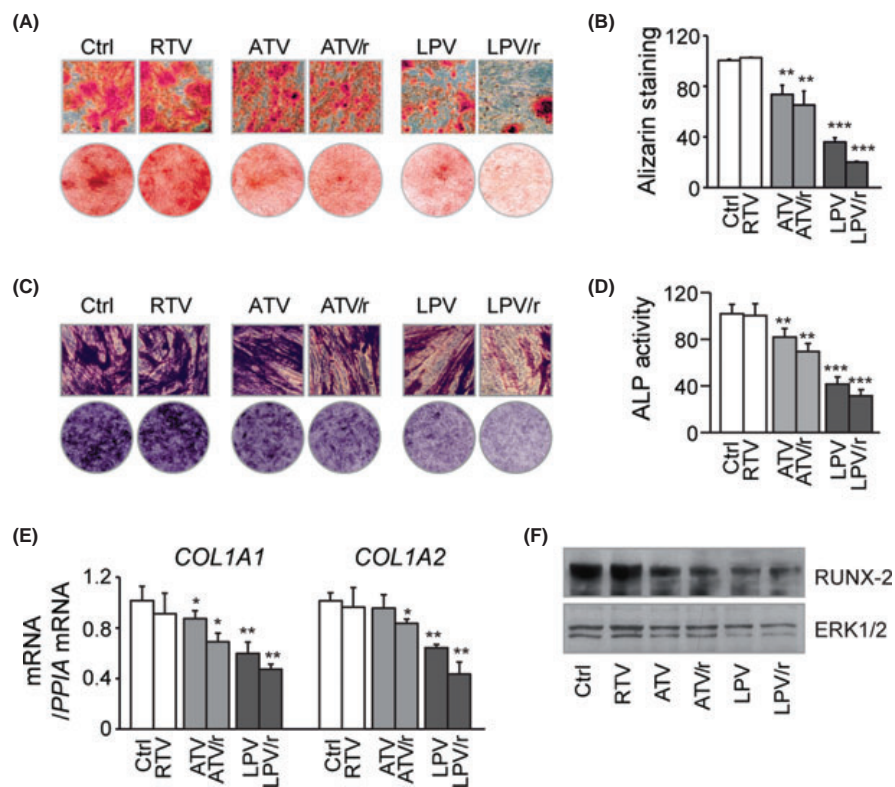 (A)
Ctrl RTV ATV ATV/r LPV LPV/r
(B)
Alizarin staining
120
80
40
0
** ** *** ***
Ctrl RTV ATV ATV/r LPV LPV/r
(C)
Ctrl RTV ATV ATV/r LPV LPV/r
(D)
ALP activity
120
80
40
0
** ** *** ***
Ctrl RTV ATV ATV/r LPV LPV/r
(E)
COL1A1 COL1A2
mRNA
/PPIA mRNA
1.2
0.8
0.4
0
* * ** ** * ** **
Ctrl RTV ATV ATV/r LPV LPV/r Ctrl RTV ATV ATV/r LPV LPV/r
(F)
RUNX-2
ERK1/2
Ctrl RTV ATV ATV/r LPV LPV/r